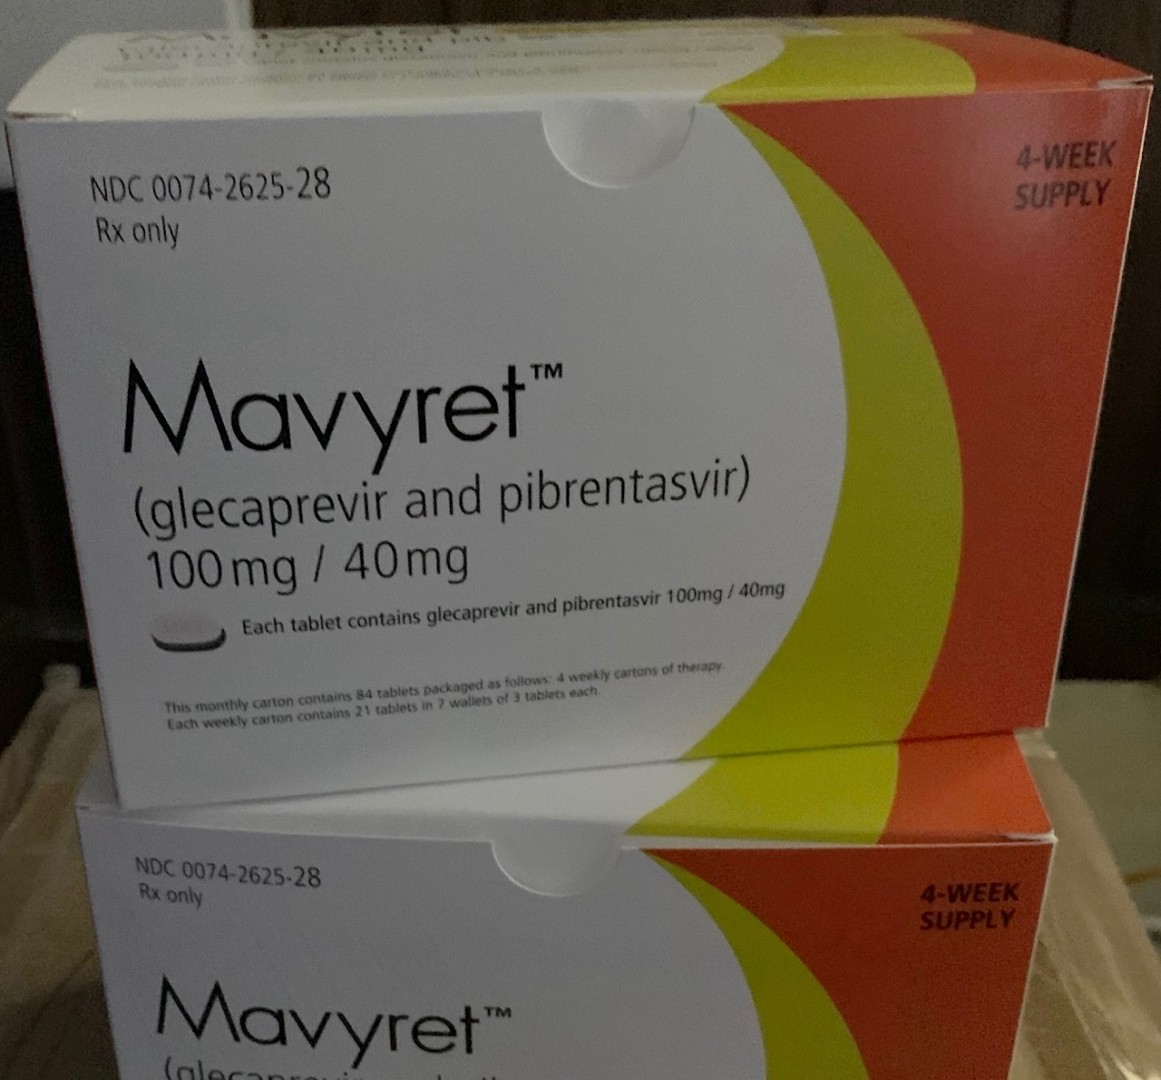 NDC 0074-2625-28
Rx only
4-WEEK
SUPPLY
Mavyret™
(glecaprevir and pibrentasvir)
100mg / 40mg
Each tablet contains glecaprevir and pibrentasvir 100mg / 40mg
This monthly carton contains 84 tablets packaged as follows: 4 weekly cartons of therapy.
Each weekly carton contains 21 tablets in 7 wallets of 3 tablets each.
NDC 0074-2625-28
Rx only
4-WEEK
SUPPLY
Mavyret™